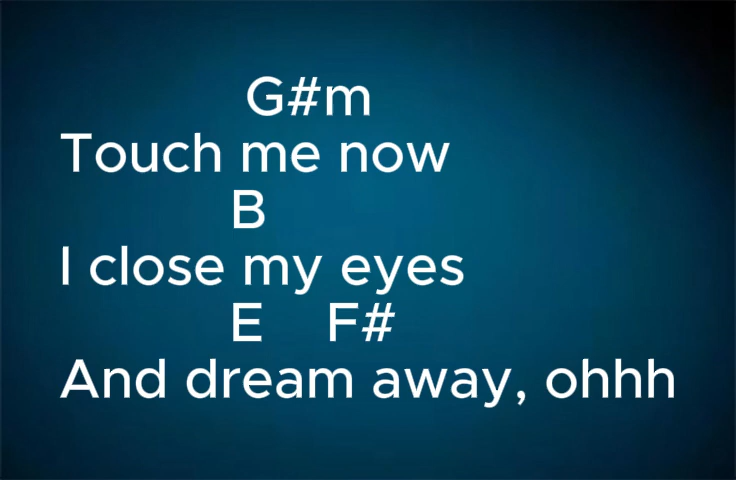 G#m
Touch me now
B
I close my eyes
E F#
And dream away, ohhh